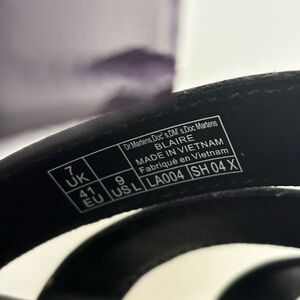 7
UK
41
EU
9
US L
Dr.Martens,Doc's,DM's,Doc Martens
BLAIRE
MADE IN VIETNAM
Fabriqué en Vietnam
LA004
SH 04 X